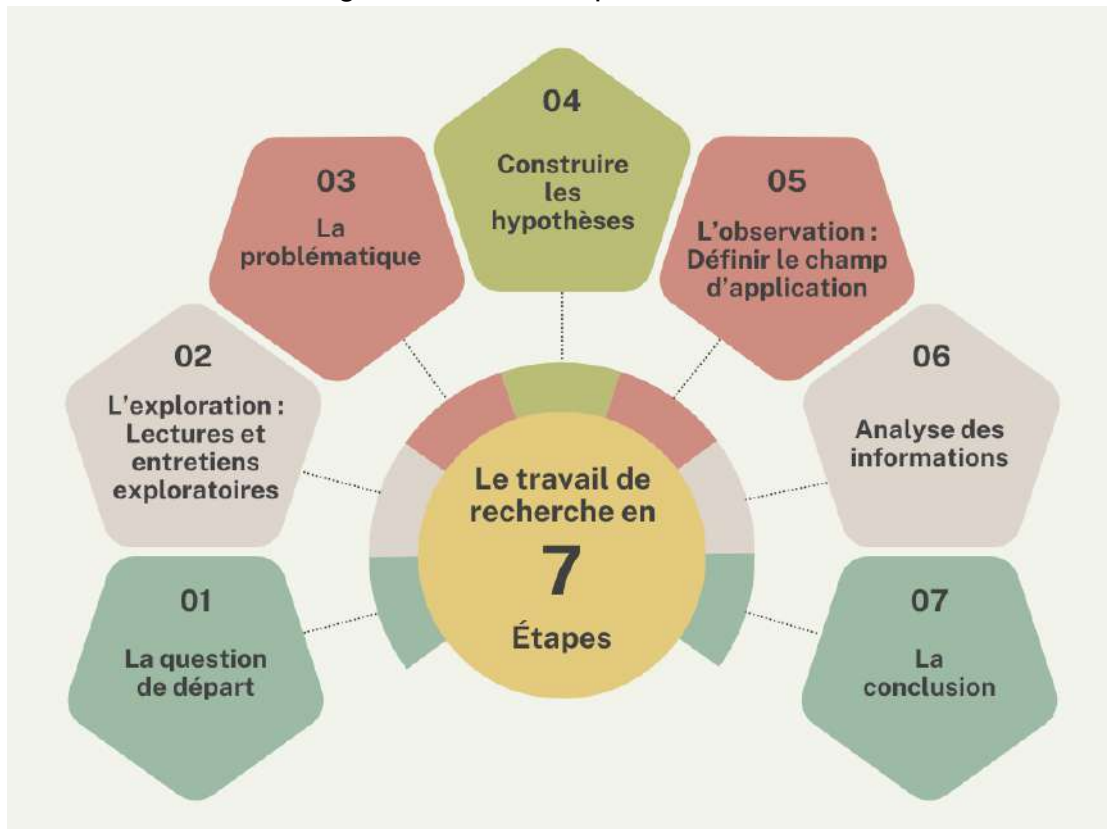 01
La question
de départ
02
L'exploration :
Lectures et
entretiens
exploratoires
03
La
problématique
04
Construire
les
hypothèses
05
L'observation :
Définir le champ
d'application
06
Analyse des
informations
07
La
conclusion
Le travail de
recherche en
7
Étapes